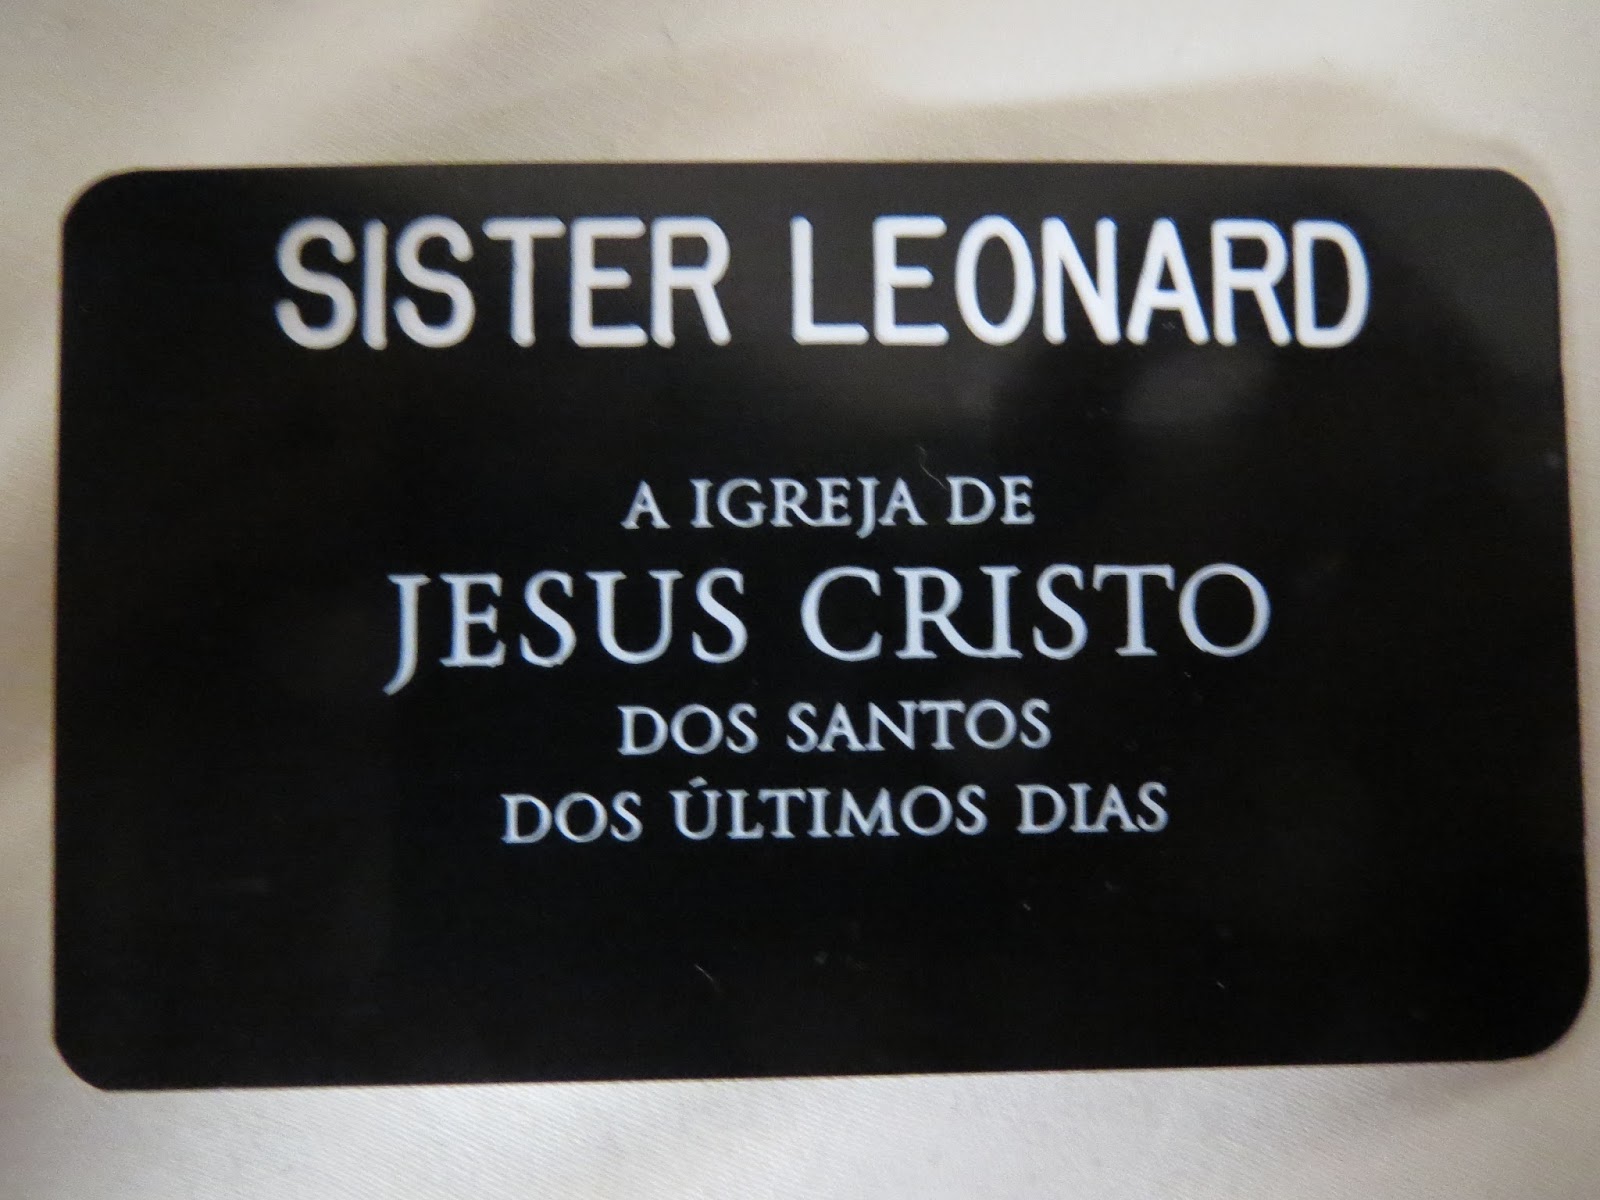 SISTER LEONARD
A IGREJA DE
JESUS CRISTO
DOS SANTOS
DOS ÚLTIMOS DIAS